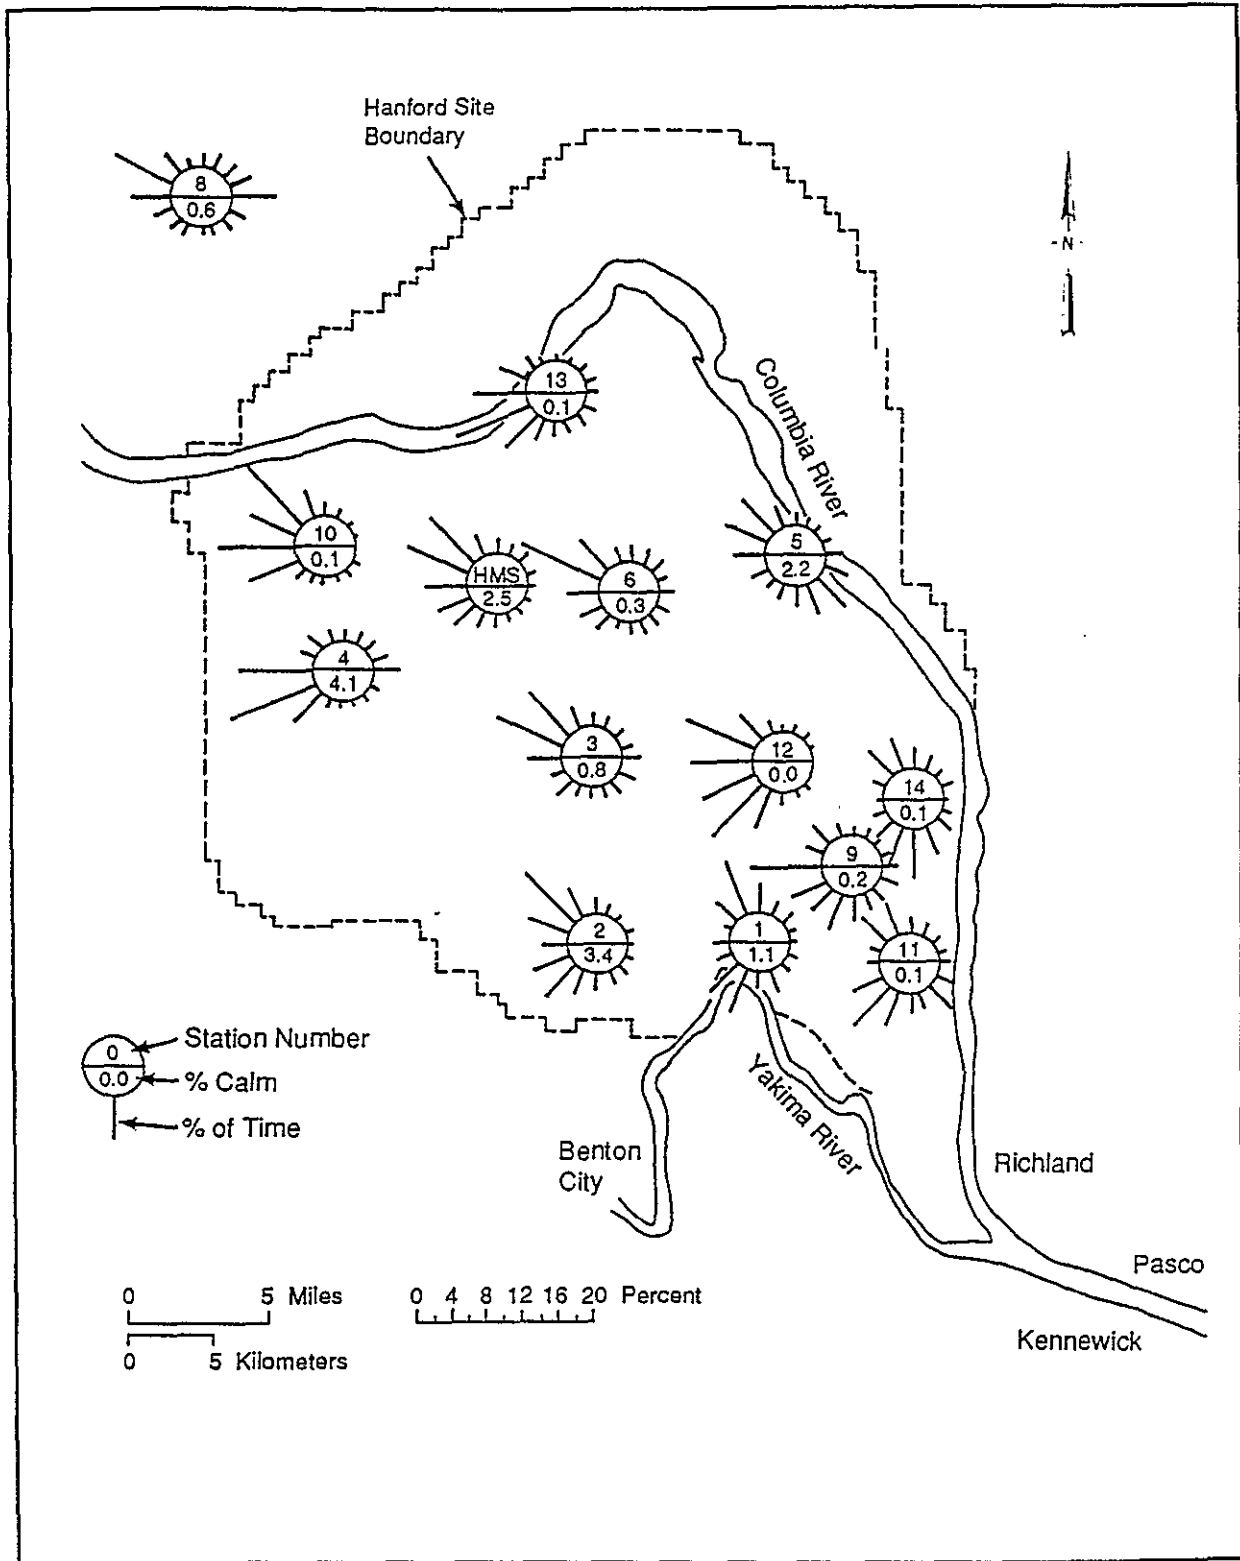 Hanford Site
Boundary
8
0.6
- N -
13
0.1
Columbia River
10
0.1
HMS
2.5
6
0.3
5
2.2
4
4.1
3
0.8
12
0.0
14
0.1
9
0.2
2
3.4
1
1.1
11
0.1
0
0.0
Station Number
% Calm
% of Time
Yakima River
Benton
City
Richland
Pasco
Kennewick
0 5 Miles
0 5 Kilometers
0 4 8 12 16 20 Percent